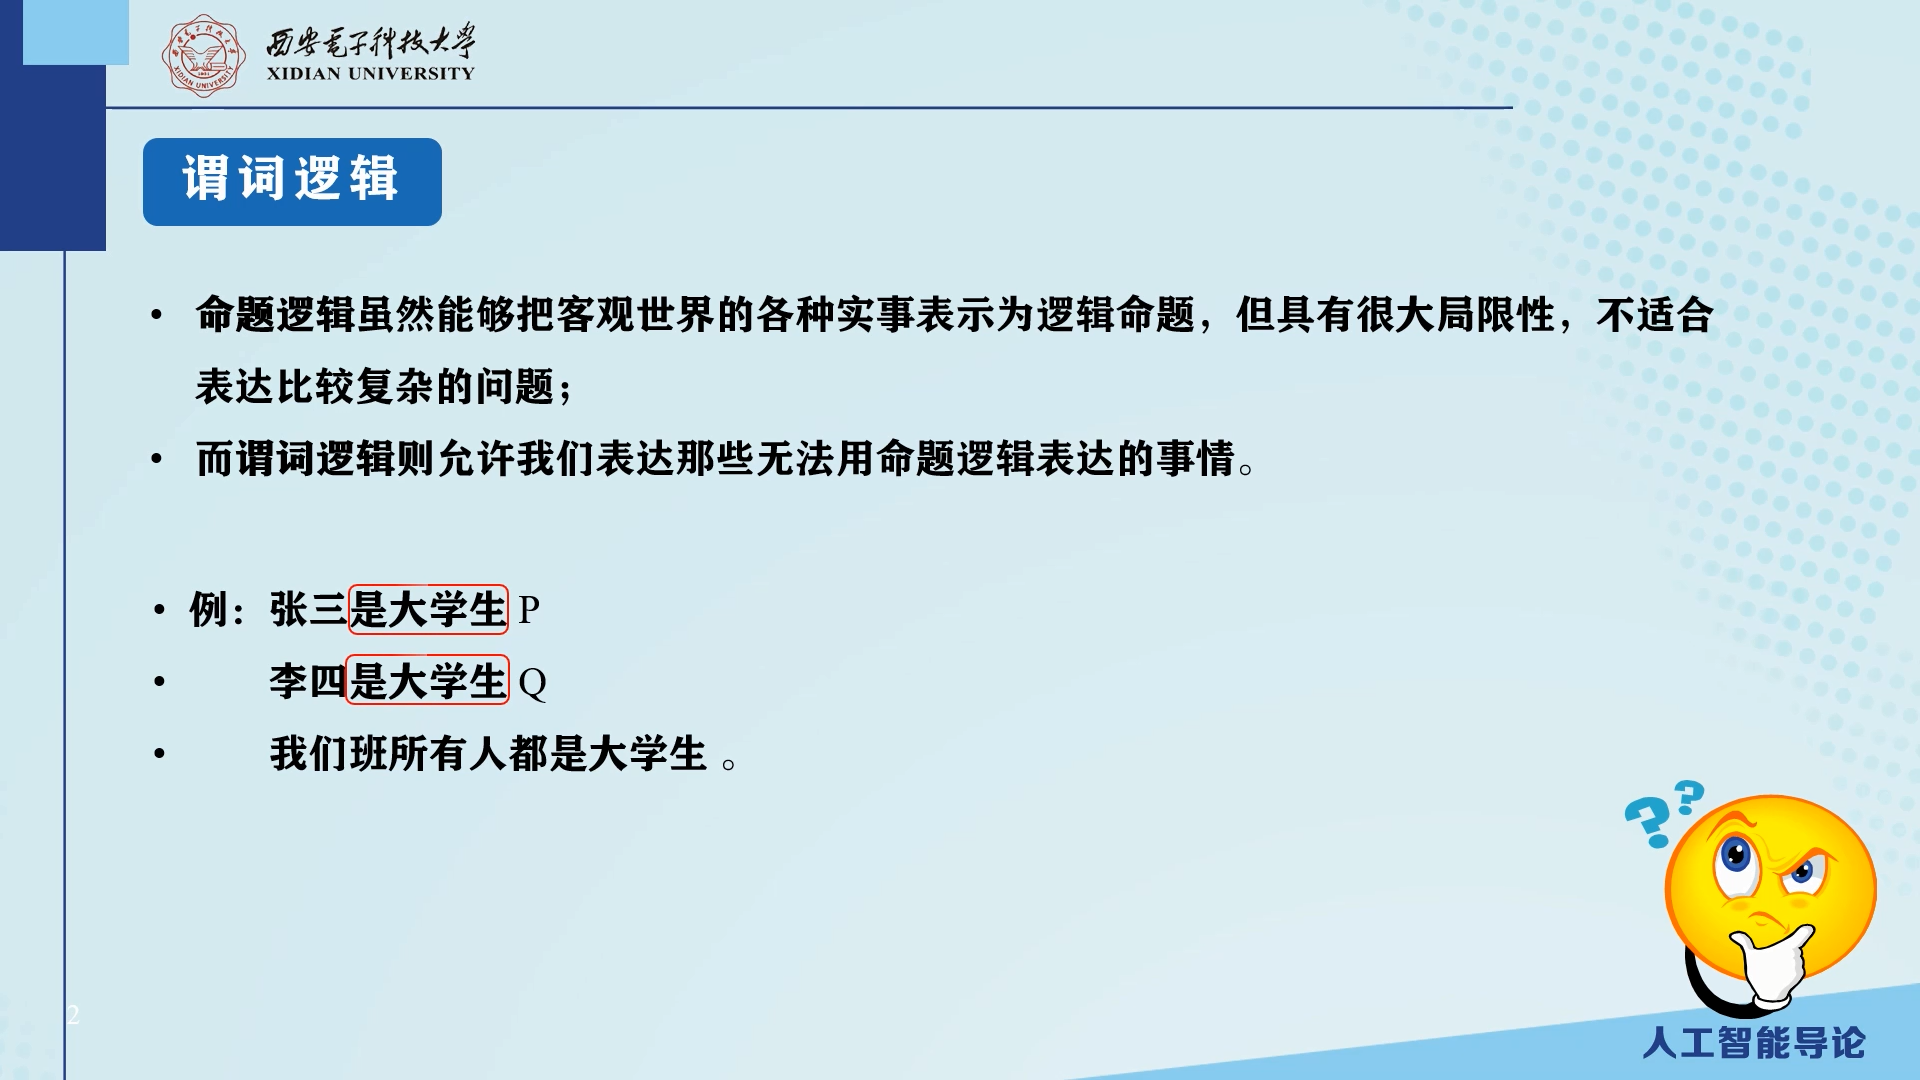 西安电子科技大学
XIDIAN UNIVERSITY
谓词逻辑
• 命题逻辑虽然能够把客观世界的各种实事表示为逻辑命题，但具有很大局限性，不适合
表达比较复杂的问题；
• 而谓词逻辑则允许我们表达那些无法用命题逻辑表达的事情。
• 例：张三是大学生 P
• 李四是大学生 Q
• 我们班所有人都是大学生 。
? ?
2
人工智能导论